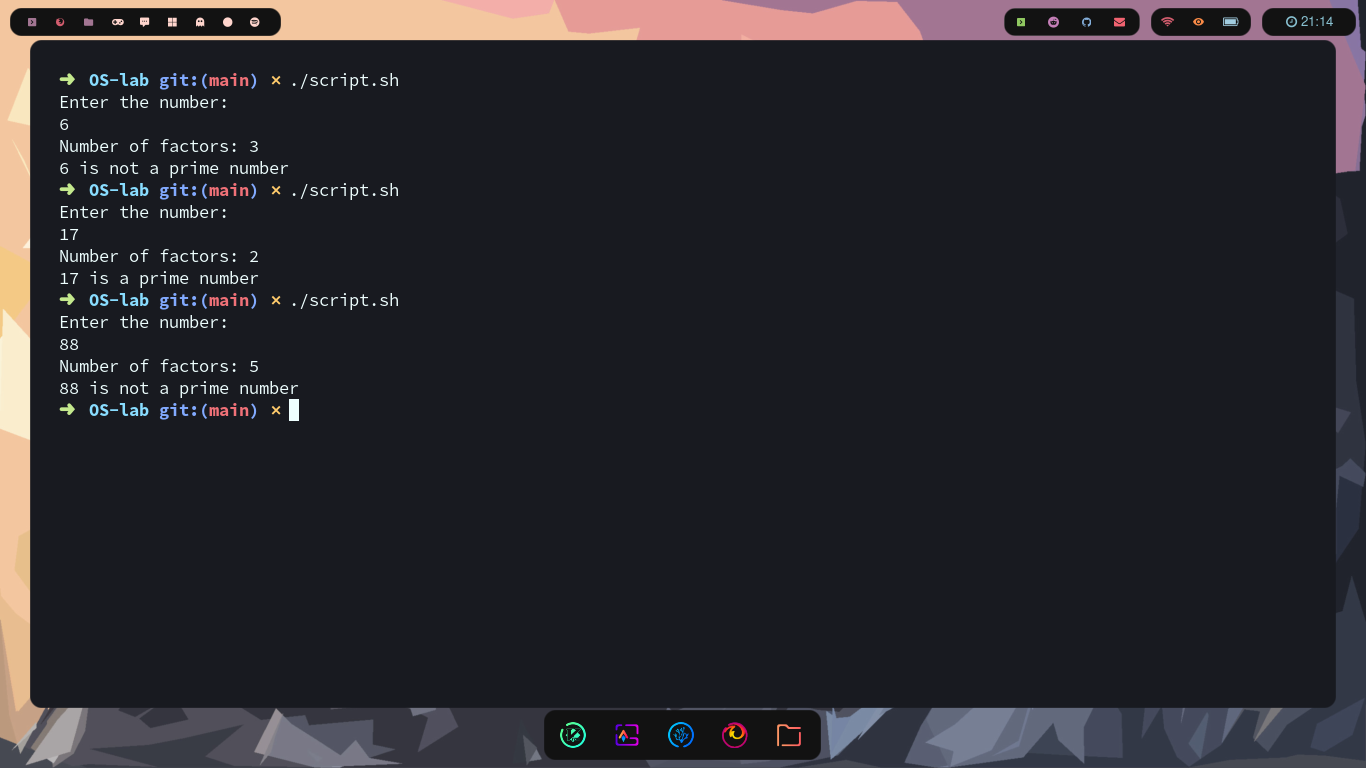 21:14
➜ OS-lab git:(main) × ./script.sh
Enter the number:
6
Number of factors: 3
6 is not a prime number
➜ OS-lab git:(main) × ./script.sh
Enter the number:
17
Number of factors: 2
17 is a prime number
➜ OS-lab git:(main) × ./script.sh
Enter the number:
88
Number of factors: 5
88 is not a prime number
➜ OS-lab git:(main) ×